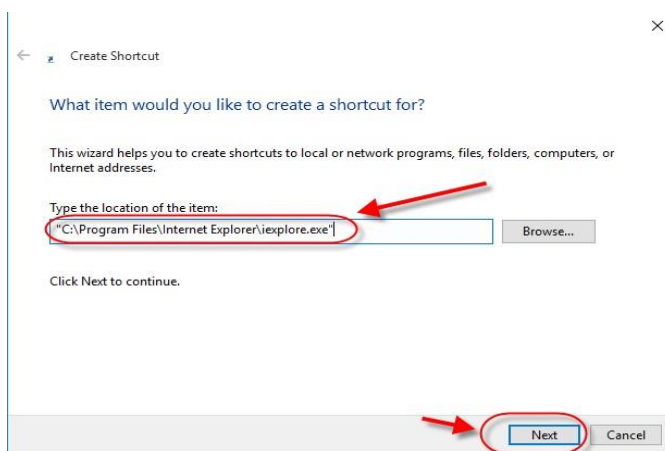 Create Shortcut
What item would you like to create a shortcut for?
This wizard helps you to create shortcuts to local or network programs, files, folders, computers, or
Internet addresses.
Type the location of the item:
"C:\Program Files\Internet Explorer\iexplore.exe"
Browse...
Click Next to continue.
Next
Cancel